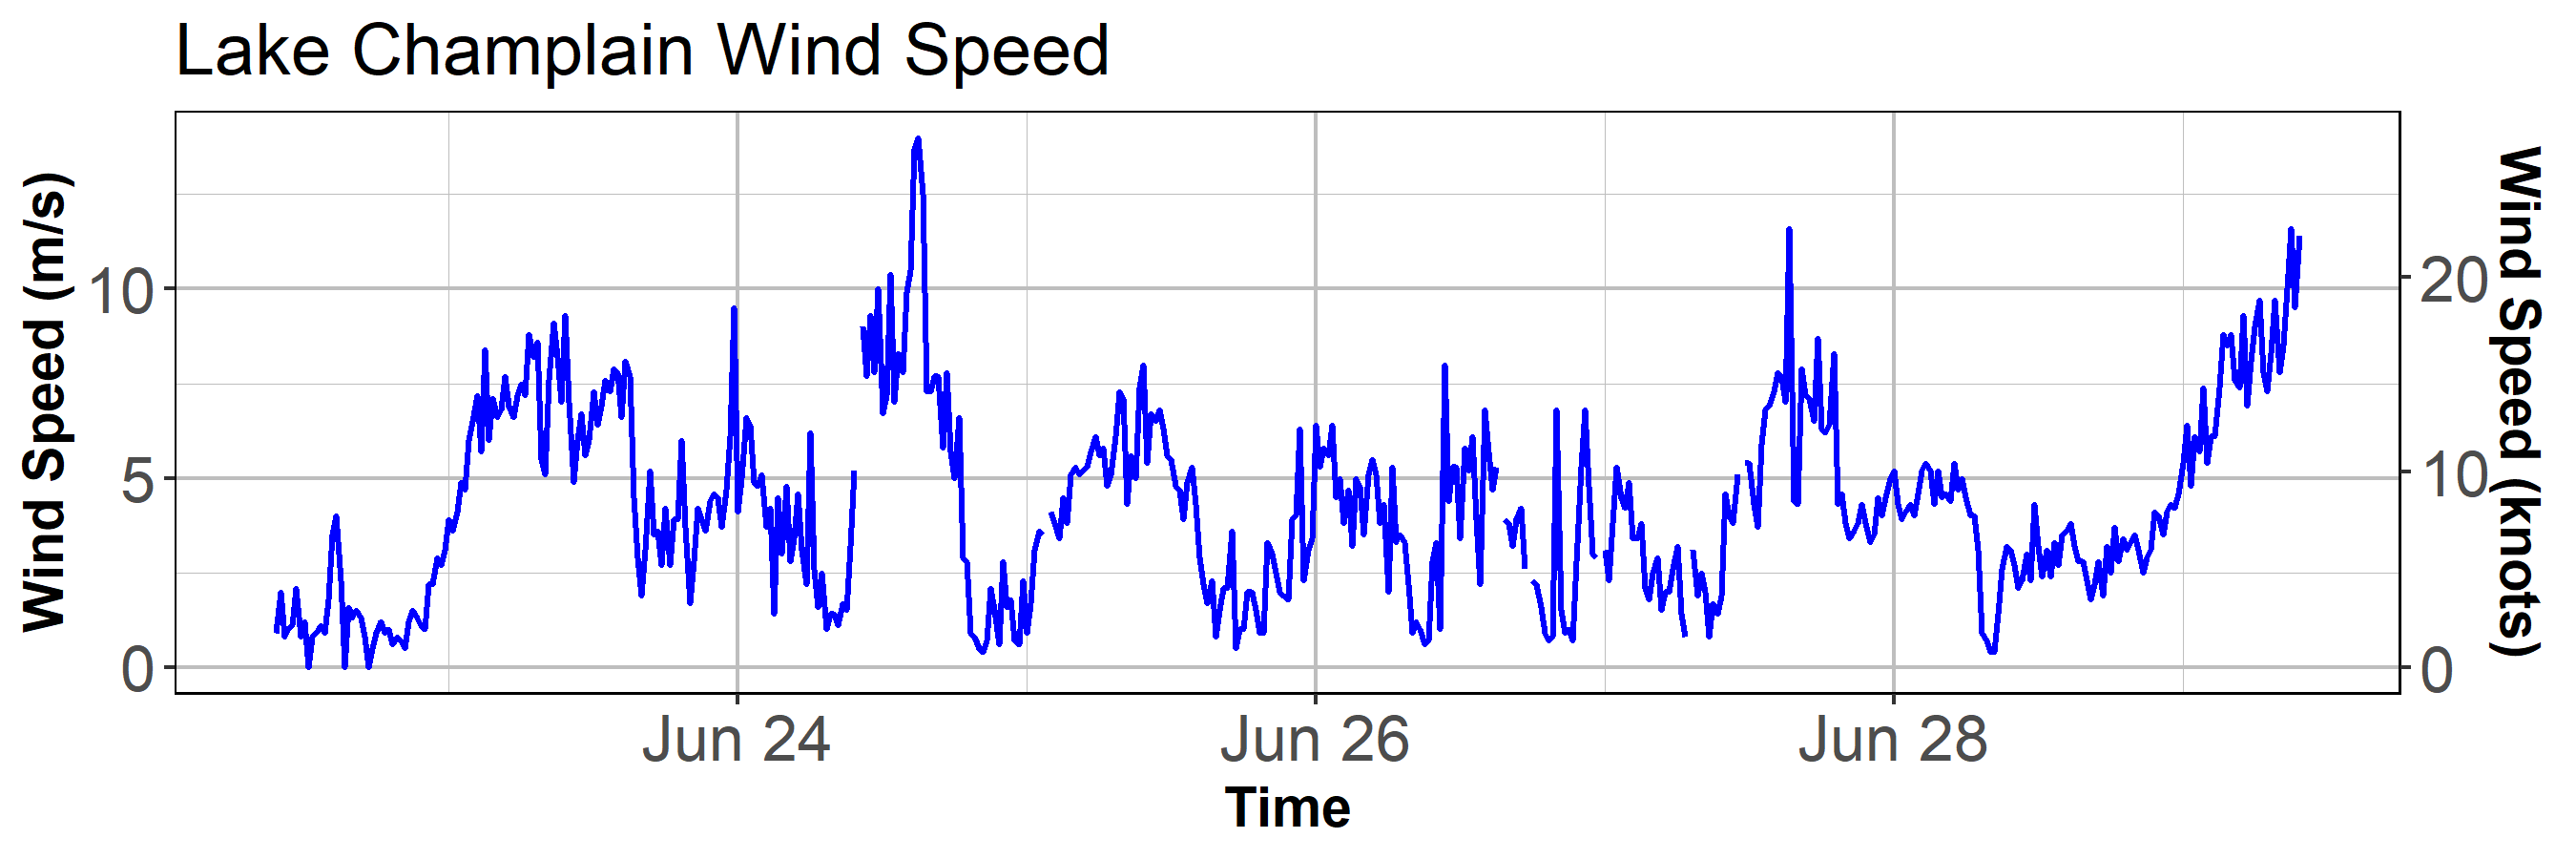 Lake Champlain Wind Speed
Wind Speed (m/s)
10
5
0
20
10
0
Wind Speed (knots)
Jun 24
Jun 26
Jun 28
Time